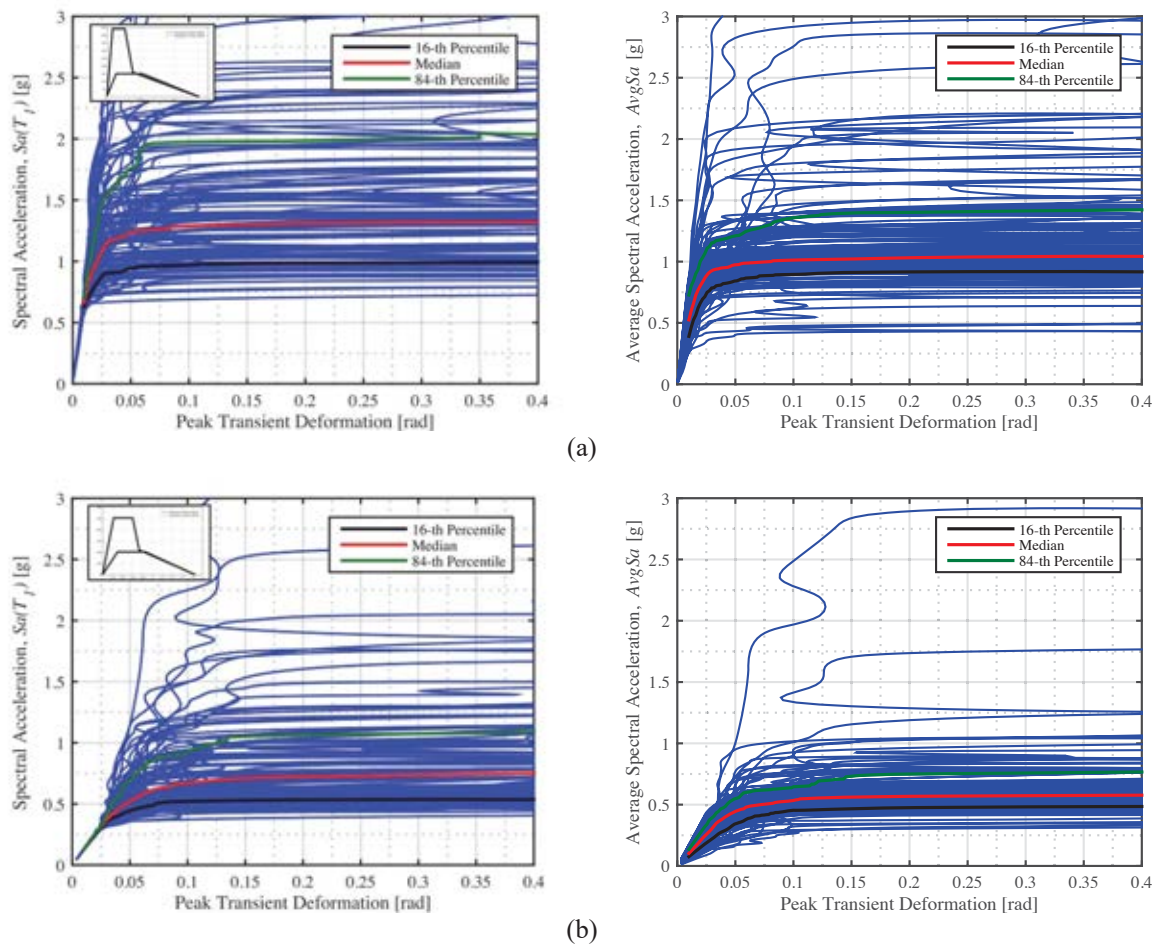 Spectral Acceleration, Sa(T₁) [g]
3
2.5
2
1.5
1
0.5
0
16-th Percentile
Median
84-th Percentile
0 0.05 0.1 0.15 0.2 0.25 0.3 0.35 0.4
Peak Transient Deformation [rad]
Average Spectral Acceleration, AvgSa [g]
3
2.5
2
1.5
1
0.5
0
16-th Percentile
Median
84-th Percentile
0 0.05 0.1 0.15 0.2 0.25 0.3 0.35 0.4
Peak Transient Deformation [rad]
(a)
Spectral Acceleration, Sa(T₁) [g]
3
2.5
2
1.5
1
0.5
0
16-th Percentile
Median
84-th Percentile
0 0.05 0.1 0.15 0.2 0.25 0.3 0.35 0.4
Peak Transient Deformation [rad]
Average Spectral Acceleration, AvgSa [g]
3
2.5
2
1.5
1
0.5
0
16-th Percentile
Median
84-th Percentile
0 0.05 0.1 0.15 0.2 0.25 0.3 0.35 0.4
Peak Transient Deformation [rad]
(b)